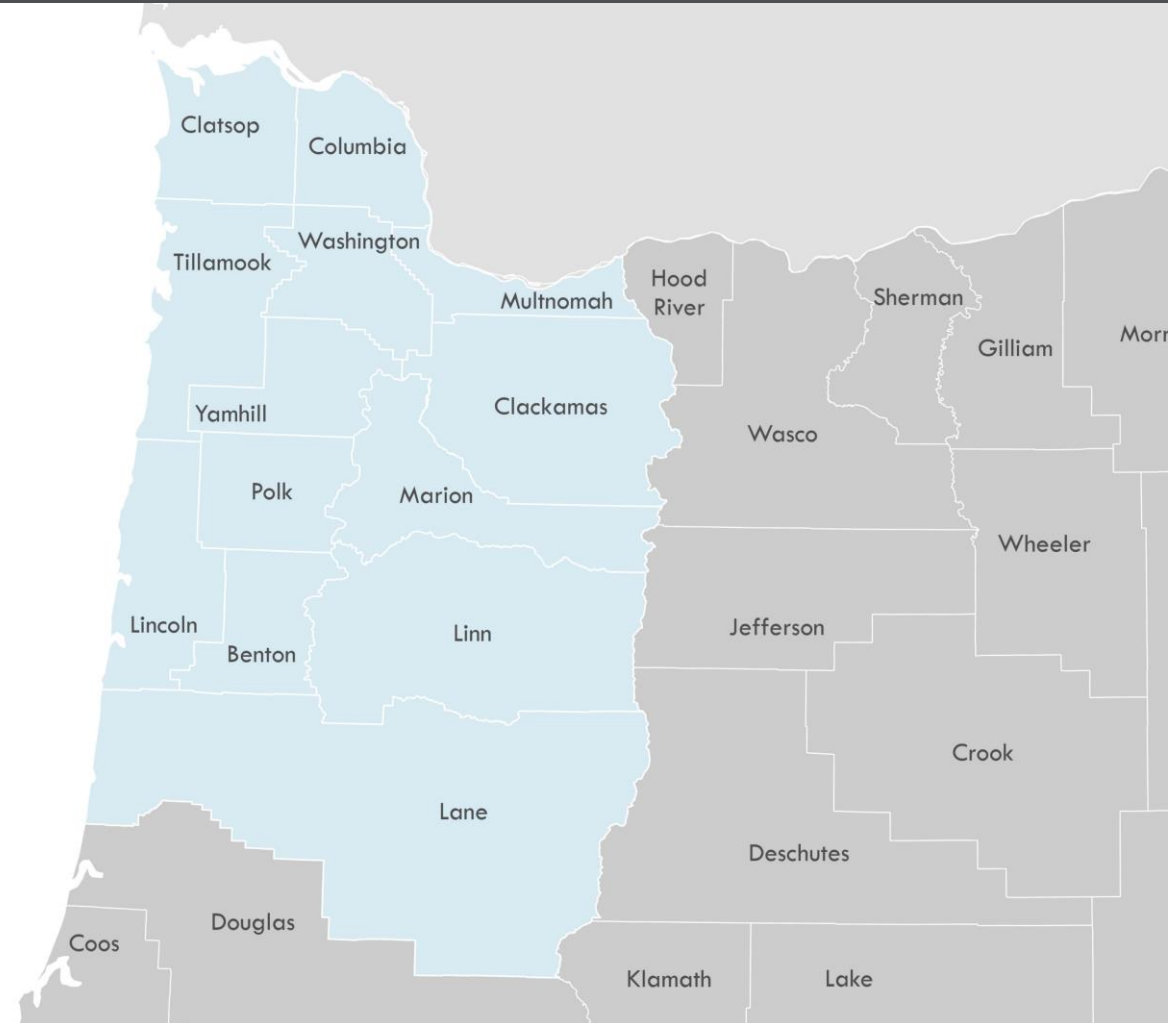 Clatsop
Columbia
Washington
Tillamook
Multnomah
Hood
River
Sherman
Gilliam
Morr
Yamhill
Clackamas
Wasco
Polk
Marion
Wheeler
Lincoln
Benton
Linn
Jefferson
Crook
Lane
Deschutes
Douglas
Coos
Klamath
Lake